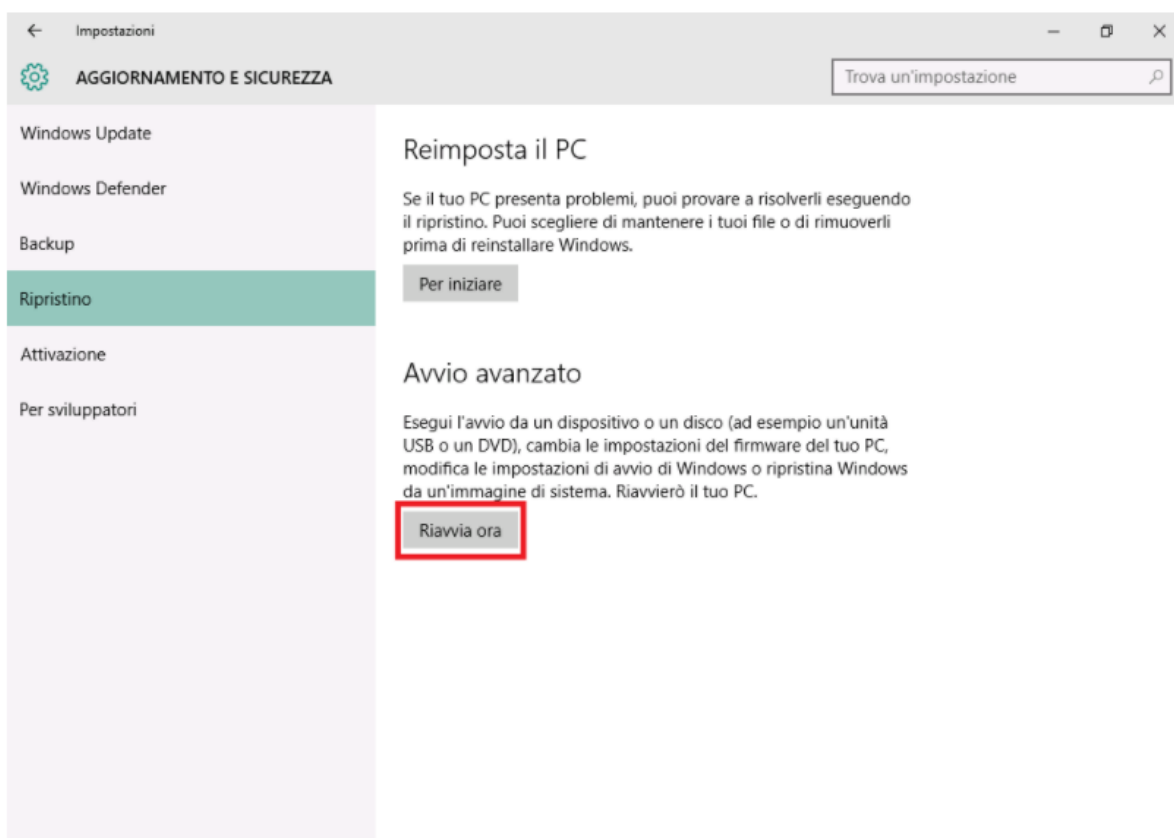 Impostazioni
AGGIORNAMENTO E SICUREZZA
Trova un'impostazione
Windows Update
Windows Defender
Backup
Ripristino
Attivazione
Per sviluppatori
Reimposta il PC
Se il tuo PC presenta problemi, puoi provare a risolverli eseguendo
il ripristino. Puoi scegliere di mantenere i tuoi file o di rimuoverli
prima di reinstallare Windows.
Per iniziare
Avvio avanzato
Esegui l'avvio da un dispositivo o un disco (ad esempio un'unità
USB o un DVD), cambia le impostazioni del firmware del tuo PC,
modifica le impostazioni di avvio di Windows o ripristina Windows
da un'immagine di sistema. Riavvierò il tuo PC.
Riavvia ora